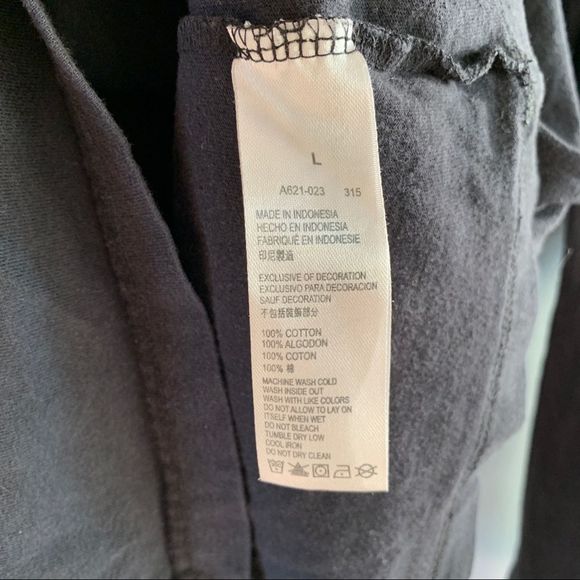 L
A621-023 315
MADE IN INDONESIA
HECHO EN INDONESIA
FABRIQUÉ EN INDONESIE
印尼製造
EXCLUSIVE OF DECORATION
EXCLUSIVO PARA DECORACION
SAUF DECORATION
不包括裝飾部分
100% COTTON
100% ALGODON
100% COTON
100% 棉
MACHINE WASH COLD
WASH INSIDE OUT
WASH WITH LIKE COLORS
DO NOT ALLOW TO LAY ON
ITSELF WHEN WET
DO NOT BLEACH
TUMBLE DRY LOW
COOL IRON
DO NOT DRY CLEAN